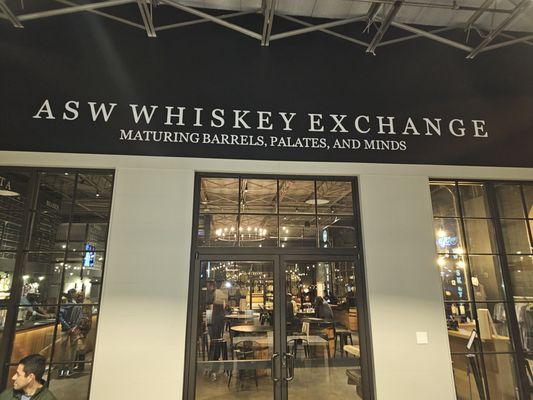 ASW WHISKEY EXCHANGE
MATURING BARRELS, PALATES, AND MINDS